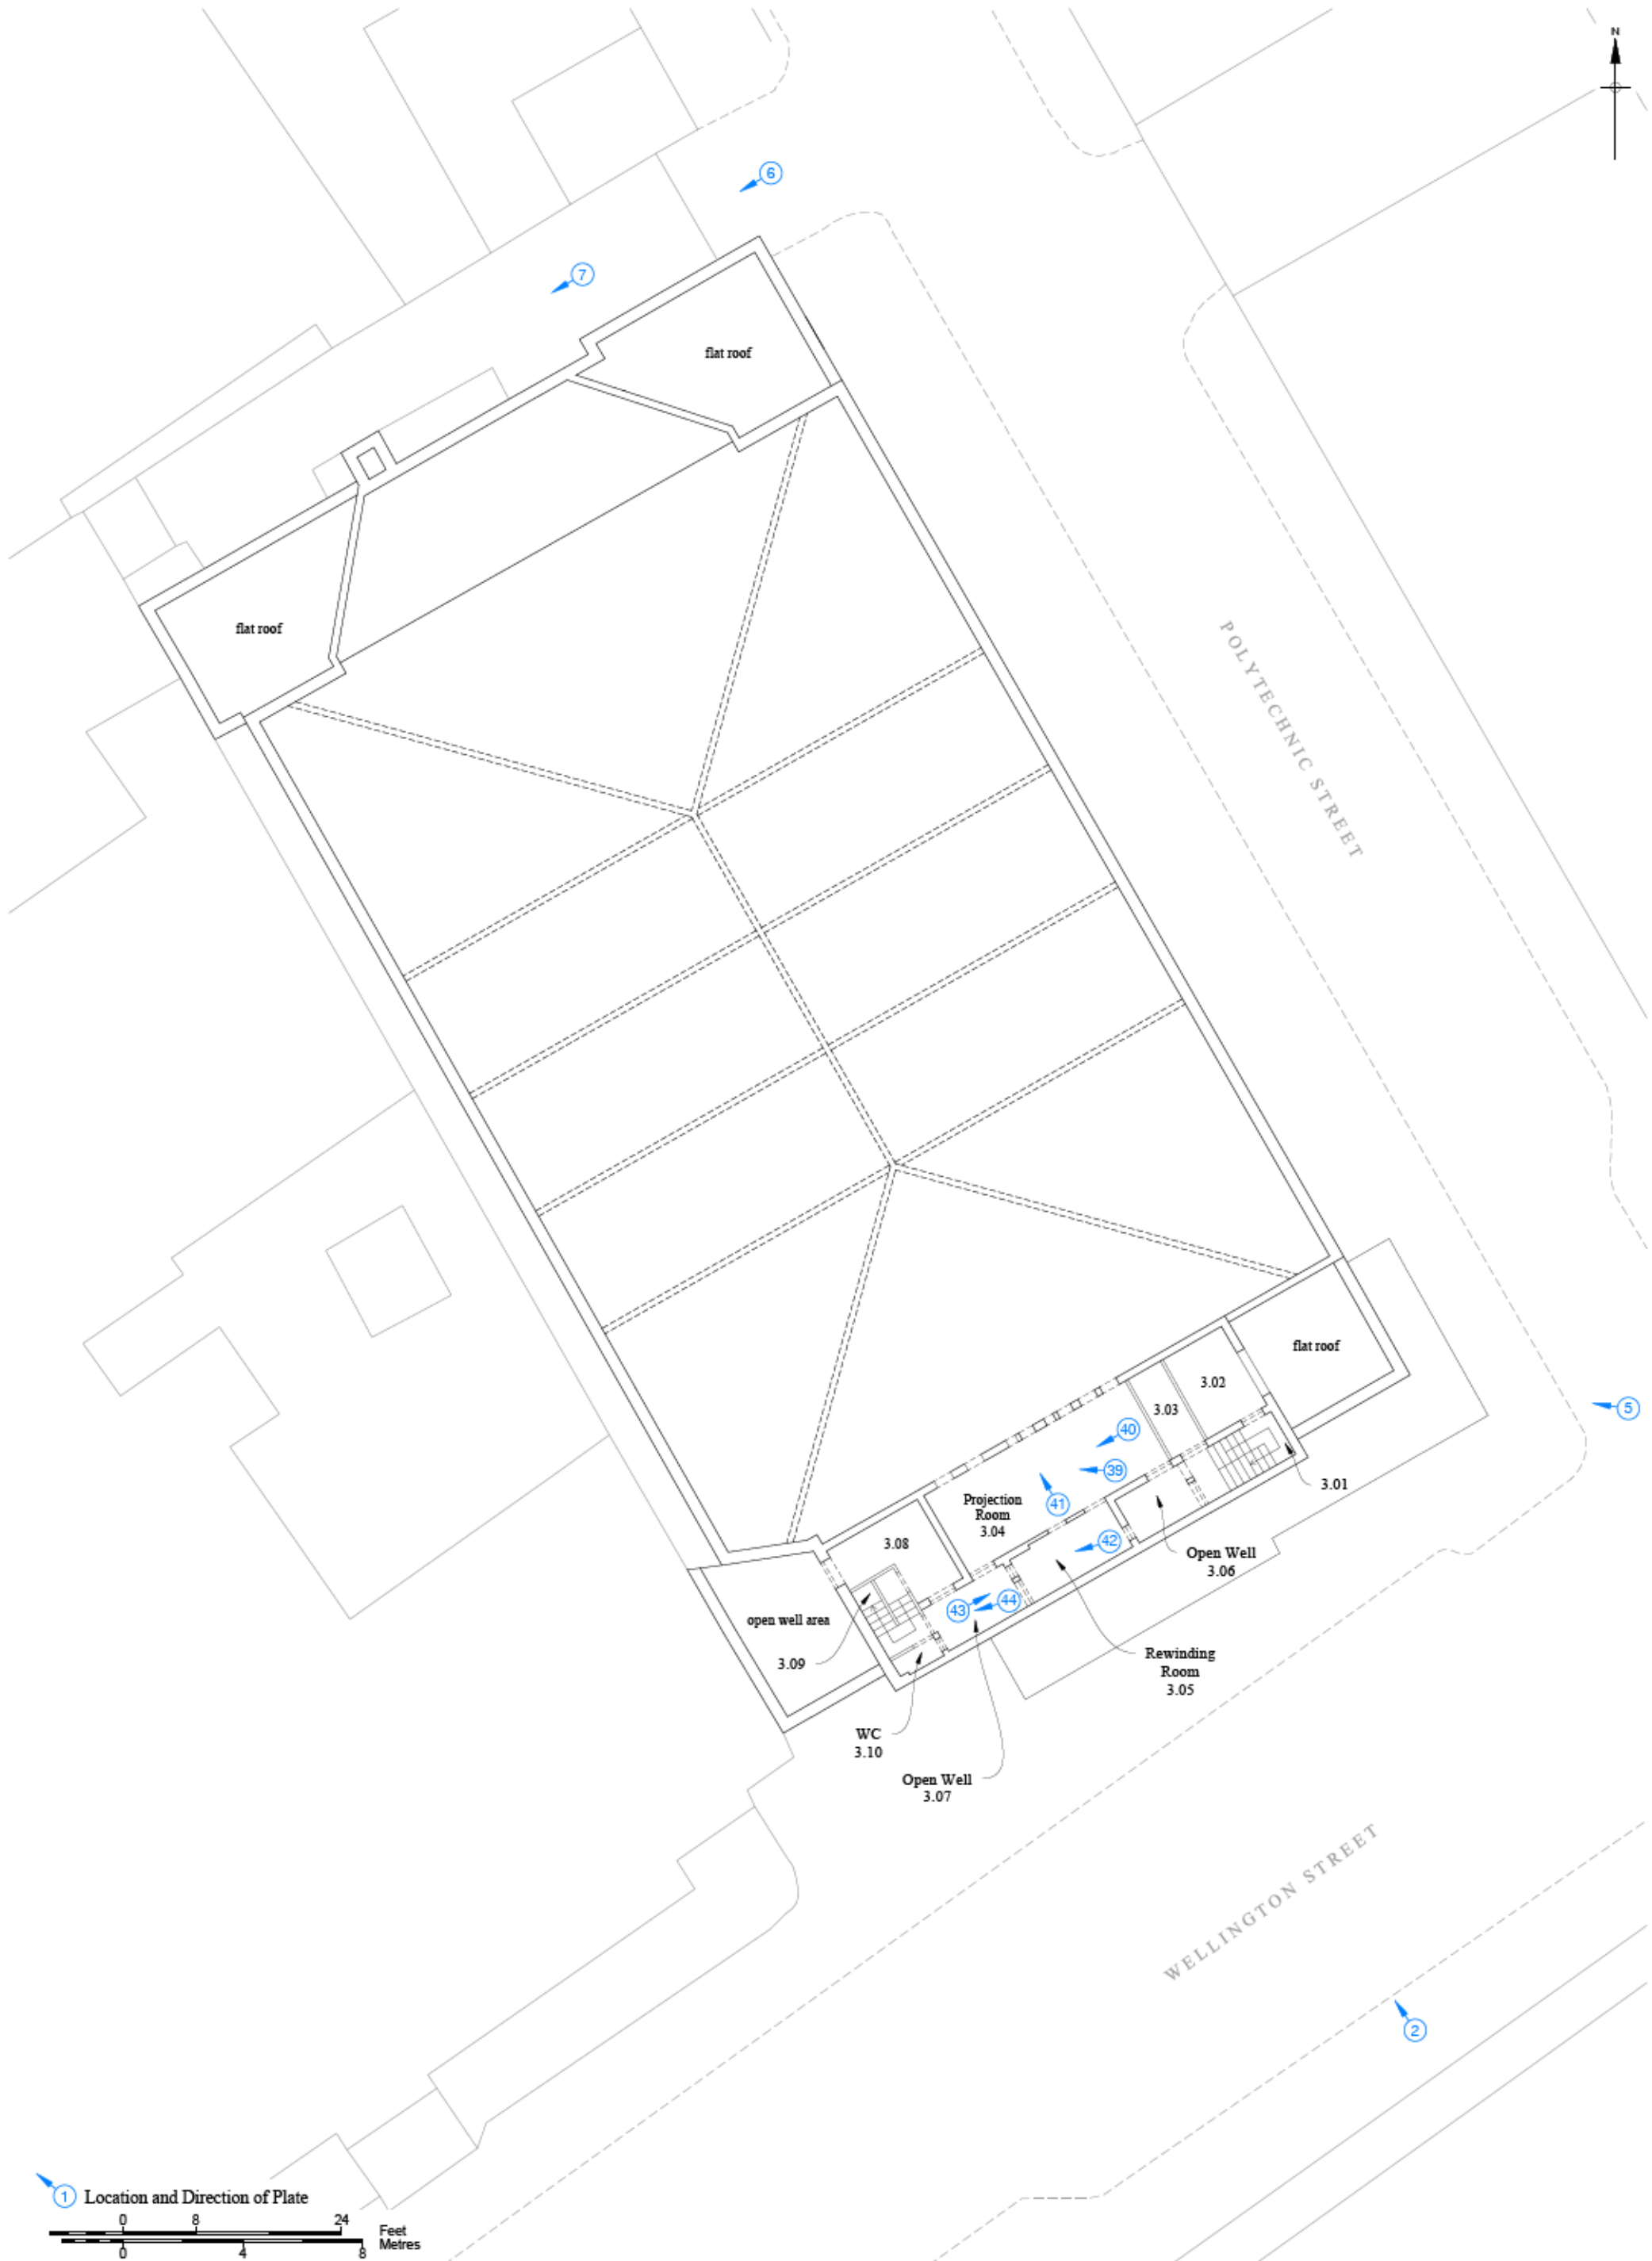 N
6
7
flat roof
flat roof
POLYTECHNIC STREET
flat roof
3.02
3.03
5
40
39
41
3.01
Projection
Room
3.04
42
3.08
Open Well
3.06
43
44
open well area
3.09
Rewinding
Room
3.05
WC
3.10
Open Well
3.07
WELLINGTON STREET
2
1 Location and Direction of Plate
0 8 24
Feet
Metres
0 4 8